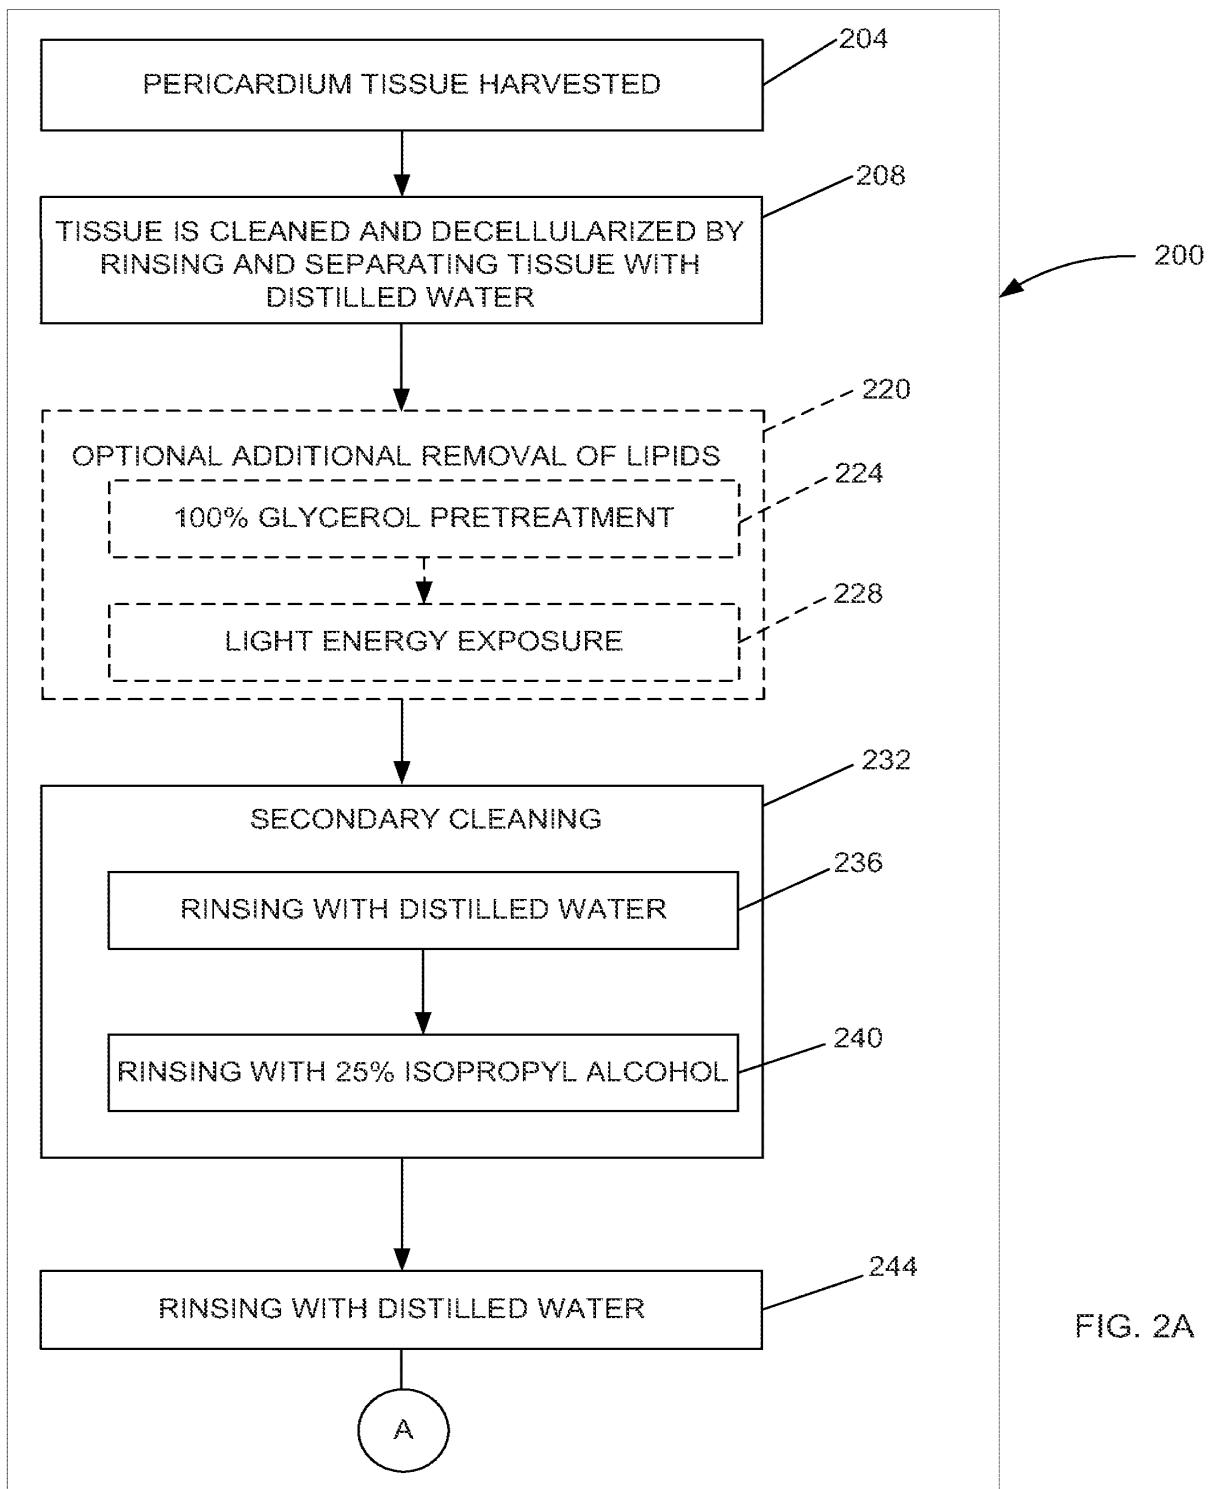 204
PERICARDIUM TISSUE HARVESTED
208
TISSUE IS CLEANED AND DECELLULARIZED BY
RINSING AND SEPARATING TISSUE WITH
DISTILLED WATER
200
220
OPTIONAL ADDITIONAL REMOVAL OF LIPIDS
224
100% GLYCEROL PRETREATMENT
228
LIGHT ENERGY EXPOSURE
232
SECONDARY CLEANING
236
RINSING WITH DISTILLED WATER
240
RINSING WITH 25% ISOPROPYL ALCOHOL
244
RINSING WITH DISTILLED WATER
FIG. 2A
A